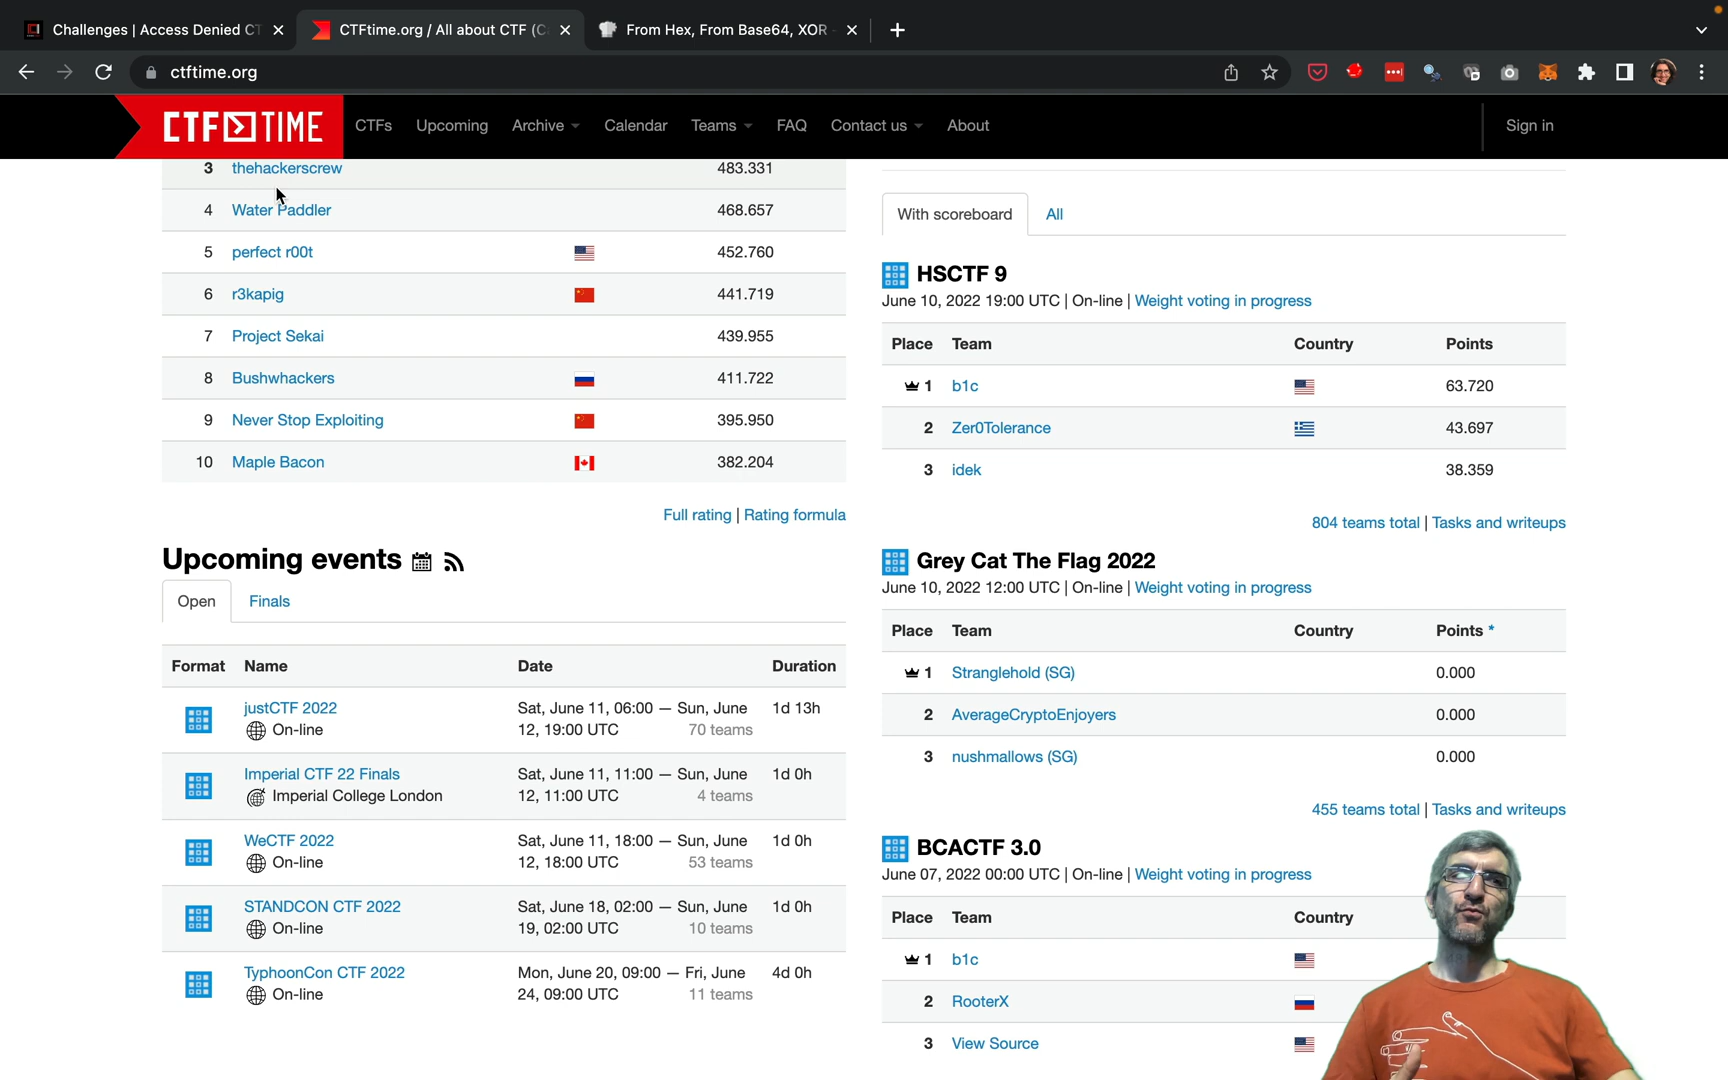 Challenges | Access Denied CT
CTFtime.org / All about CTF (C
From Hex, From Base64, XOR
ctftime.org
CTF TIME
CTFs Upcoming Archive Calendar Teams FAQ Contact us About Sign in
3 thehackerscrew 483.331
4 Water Paddler 468.657
5 perfect r00t 452.760
6 r3kapig 441.719
7 Project Sekai 439.955
8 Bushwhackers 411.722
9 Never Stop Exploiting 395.950
10 Maple Bacon 382.204
Full rating | Rating formula
Upcoming events
Open Finals
Format Name Date Duration
justCTF 2022 Sat, June 11, 06:00 — Sun, June 1d 13h
On-line 12, 19:00 UTC 70 teams
Imperial CTF 22 Finals Sat, June 11, 11:00 — Sun, June 1d 0h
Imperial College London 12, 11:00 UTC 4 teams
WeCTF 2022 Sat, June 11, 18:00 — Sun, June 1d 0h
On-line 12, 18:00 UTC 53 teams
STANDCON CTF 2022 Sat, June 18, 02:00 — Sun, June 1d 0h
On-line 19, 02:00 UTC 10 teams
TyphoonCon CTF 2022 Mon, June 20, 09:00 — Fri, June 4d 0h
On-line 24, 09:00 UTC 11 teams
With scoreboard All
HSCTF 9
June 10, 2022 19:00 UTC | On-line | Weight voting in progress
Place Team Country Points
1 b1c 63.720
2 Zer0Tolerance 43.697
3 idek 38.359
804 teams total | Tasks and writeups
Grey Cat The Flag 2022
June 10, 2022 12:00 UTC | On-line | Weight voting in progress
Place Team Country Points *
1 Stranglehold (SG) 0.000
2 AverageCryptoEnjoyers 0.000
3 nushmallows (SG) 0.000
455 teams total | Tasks and writeups
BCACTF 3.0
June 07, 2022 00:00 UTC | On-line | Weight voting in progress
Place Team Country
1 b1c
2 RooterX
3 View Source